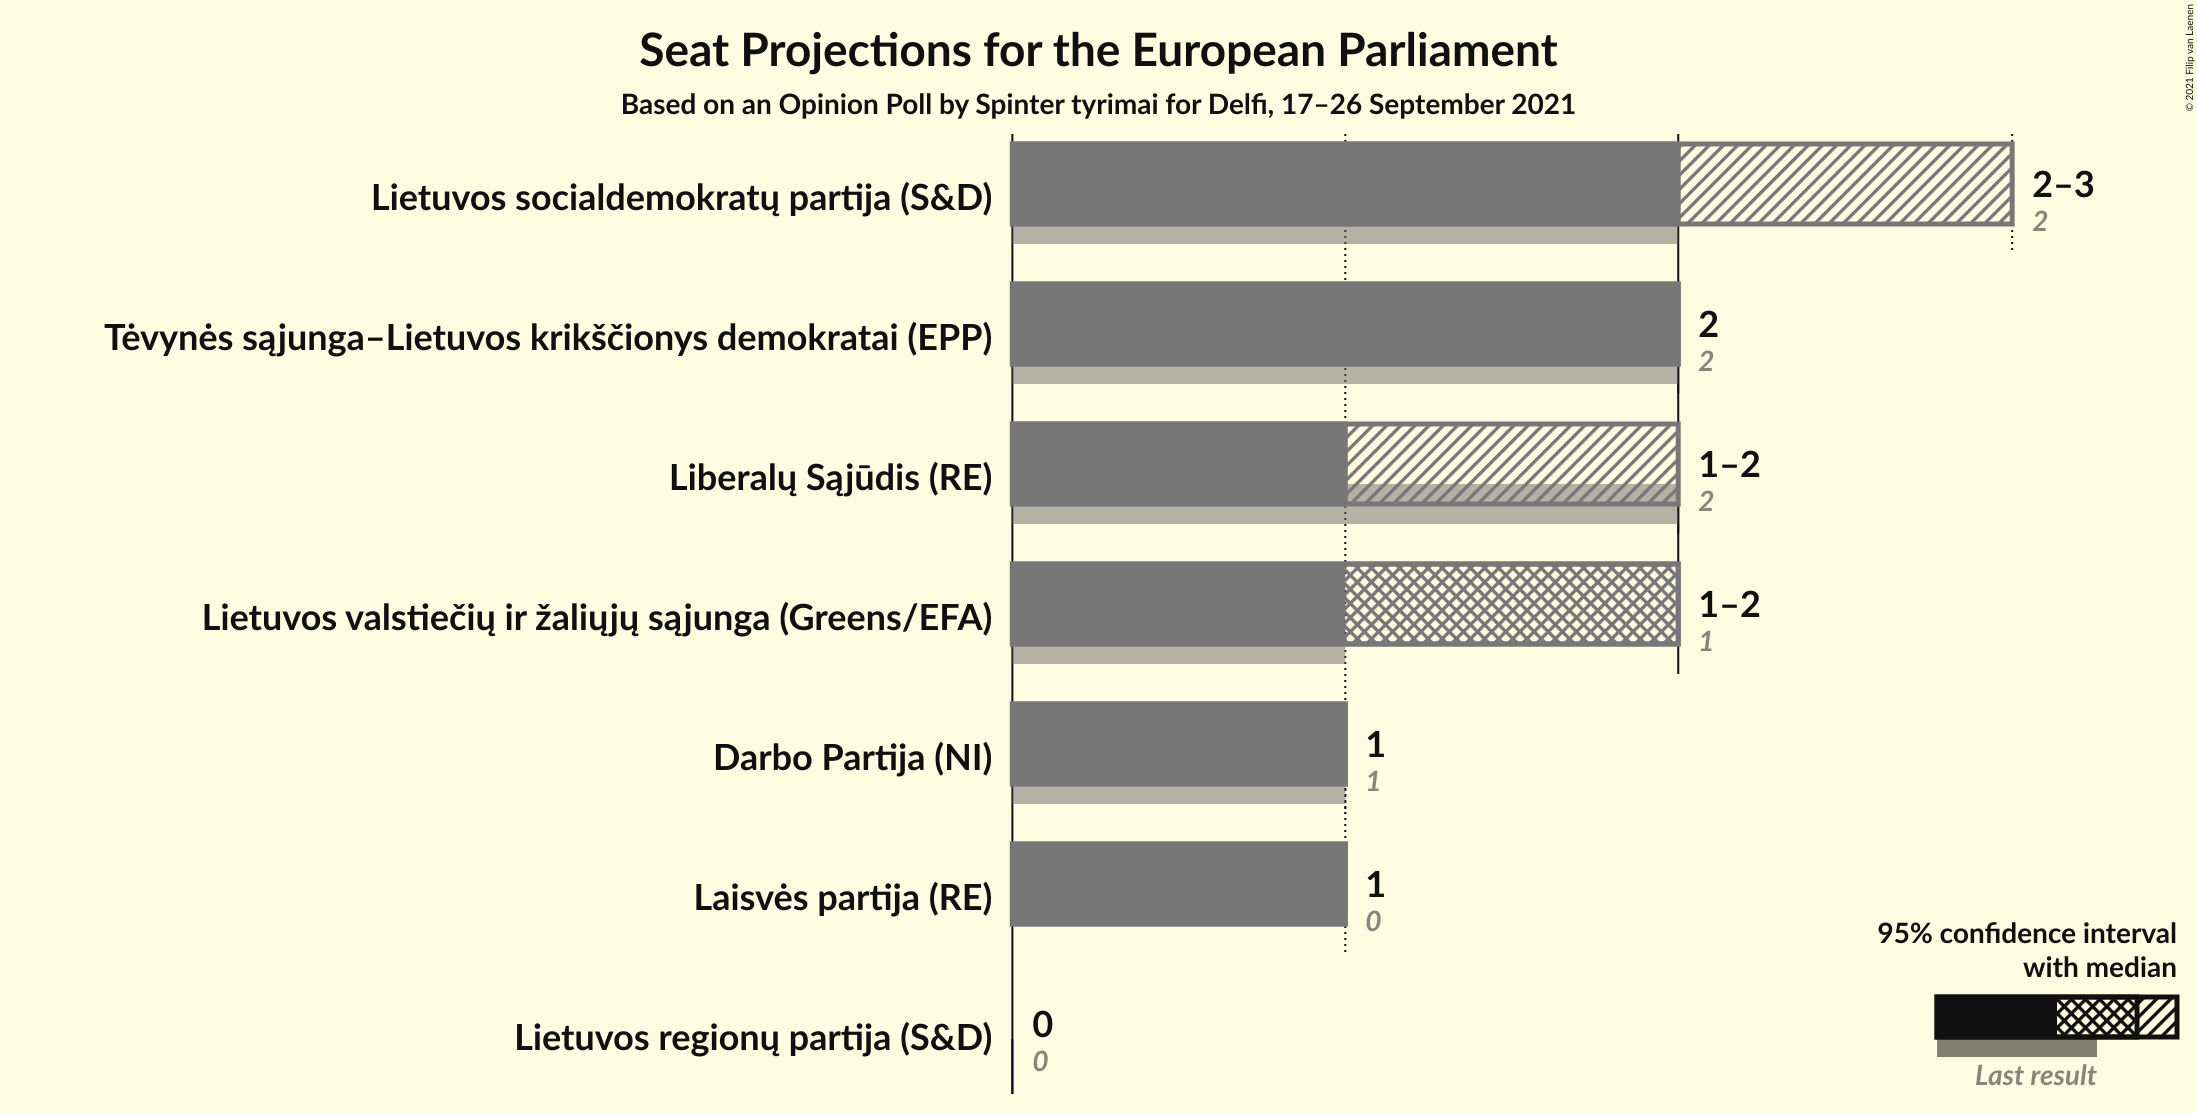 Seat Projections for the European Parliament
Based on an Opinion Poll by Spinter tyrimai for Delfi, 17–26 September 2021
© 2021 Filip van Laenen
Lietuvos socialdemokratų partija (S&D)
2–3
2
Tėvynės sąjunga–Lietuvos krikščionys demokratai (EPP)
2
2
Liberalų Sąjūdis (RE)
1–2
2
Lietuvos valstiečių ir žaliųjų sąjunga (Greens/EFA)
1–2
1
Darbo Partija (NI)
1
1
Laisvės partija (RE)
1
0
Lietuvos regionų partija (S&D)
0
0
95% confidence interval
with median
Last result